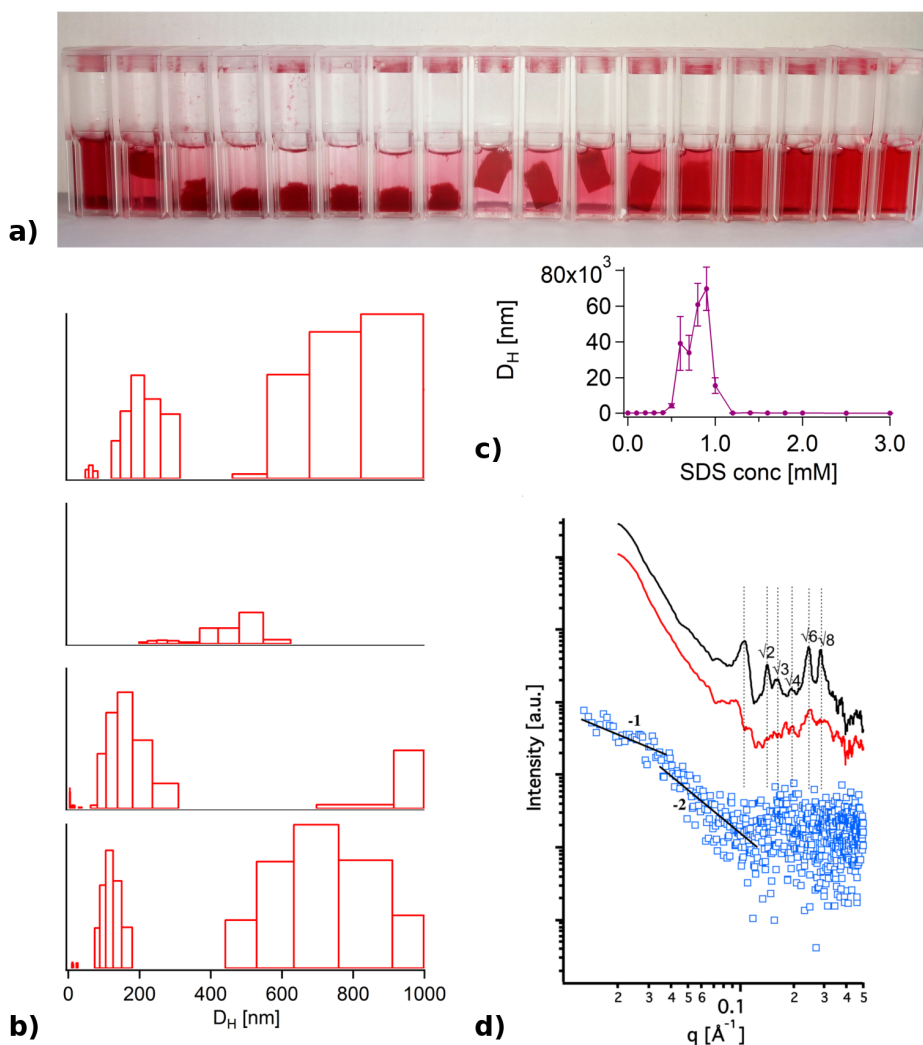 a)
80x10³
60
40
20
0
D_H [nm]
0.0 1.0 2.0 3.0
SDS conc [mM]
c)
0 200 400 600 800 1000
D_H [nm]
b)
√2
√3
√4
√6
√8
-1
-2
Intensity [a.u.]
2 3 4 5 6 0.1 2 3 4 5
q [Å⁻¹]
d)